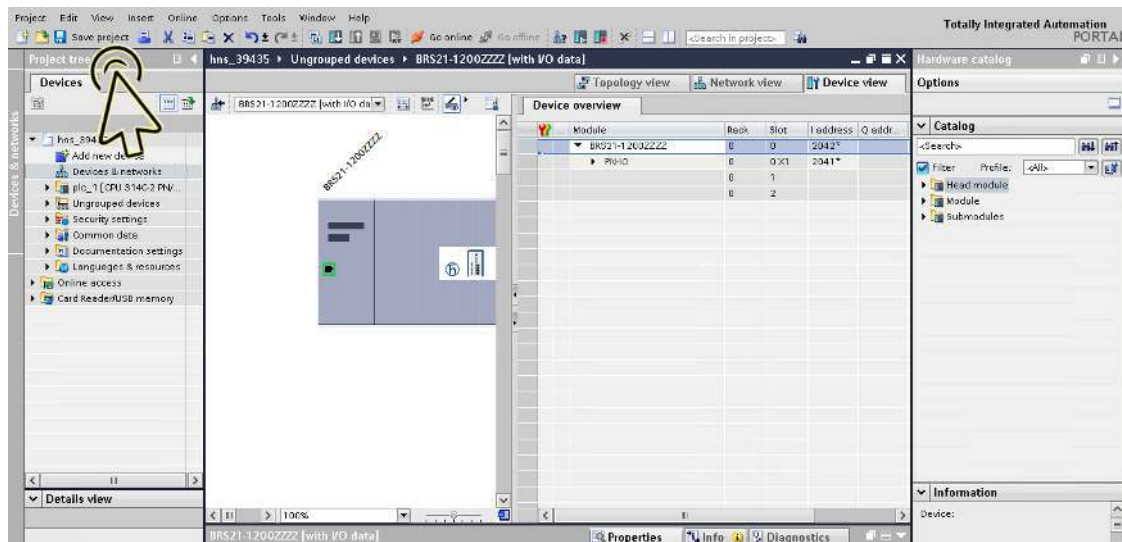 Project Edit View Insert Online Options Tools Window Help
Totally Integrated Automation
PORTAL
Save project
Go online
Go offline
<Search in project>
Project tree
hns_39435 Ungrouped devices BRS21-1200ZZZZ [with I/O data]
Hardware catalog
Devices
Topology view
Network view
Device view
Options
BRS21-1200ZZZZ [with I/O da
Device overview
Devices & networks
Module Rack Slot I address Q addr...
Catalog
BRS21-1200ZZZZ 0 0 2042*
<Search>
PN-IO 0 0 X1 2041*
Filter Profile: <All>
0 1
Head module
0 2
Module
Submodules
BRS21-1200ZZZZ
Add new
Devices & networks
plc_1 [CPU 314C-2 PN/...
Ungrouped devices
Security settings
Common data
Documentation settings
Languages & resources
Online access
Card Reader/USB memory
Details view
100%
Information
Device:
BRS21-1200ZZZZ [with I/O data]
Properties
Info
Diagnostics